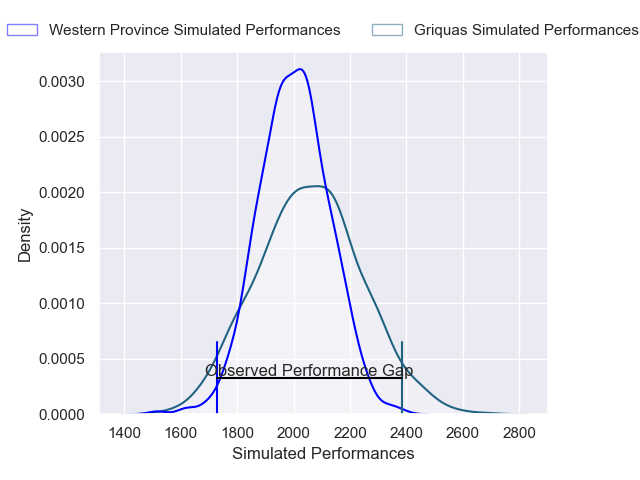 Western Province Simulated Performances
Griquas Simulated Performances
0.0030
0.0025
0.0020
0.0015
0.0010
0.0005
0.0000
Density
Observed Performance Gap
1400 1600 1800 2000 2200 2400 2600 2800
Simulated Performances